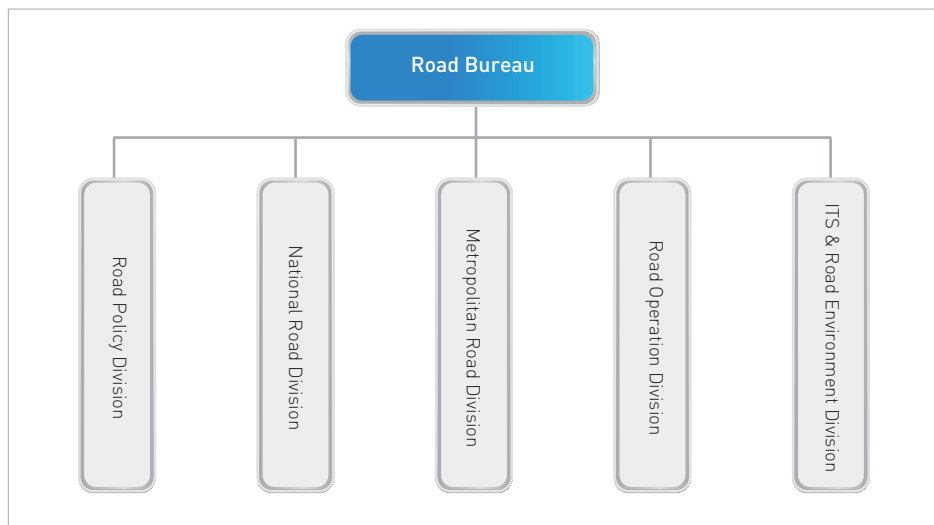 Road Bureau
Road Policy Division
National Road Division
Metropolitan Road Division
Road Operation Division
ITS & Road Environment Division